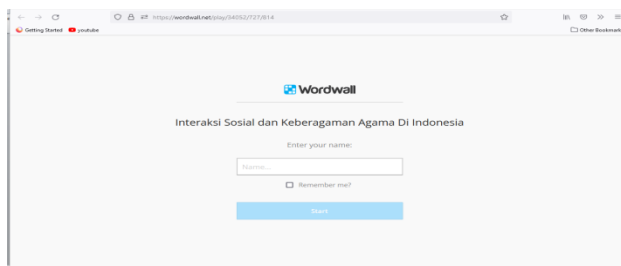 https://wordwall.net/play/34052/727/814
Getting Started
youtube
Other Bookmark
Wordwall
Interaksi Sosial dan Keberagaman Agama Di Indonesia
Enter your name:
Name...
Remember me?
Start